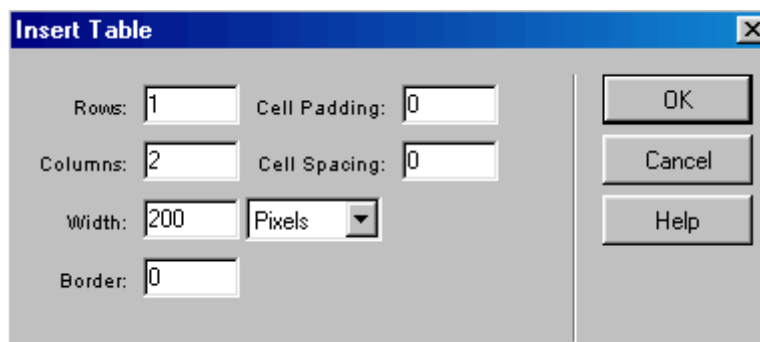 Insert Table
Rows: 1 Cell Padding: 0 OK
Columns: 2 Cell Spacing: 0 Cancel
Width: 200 Pixels Help
Border: 0